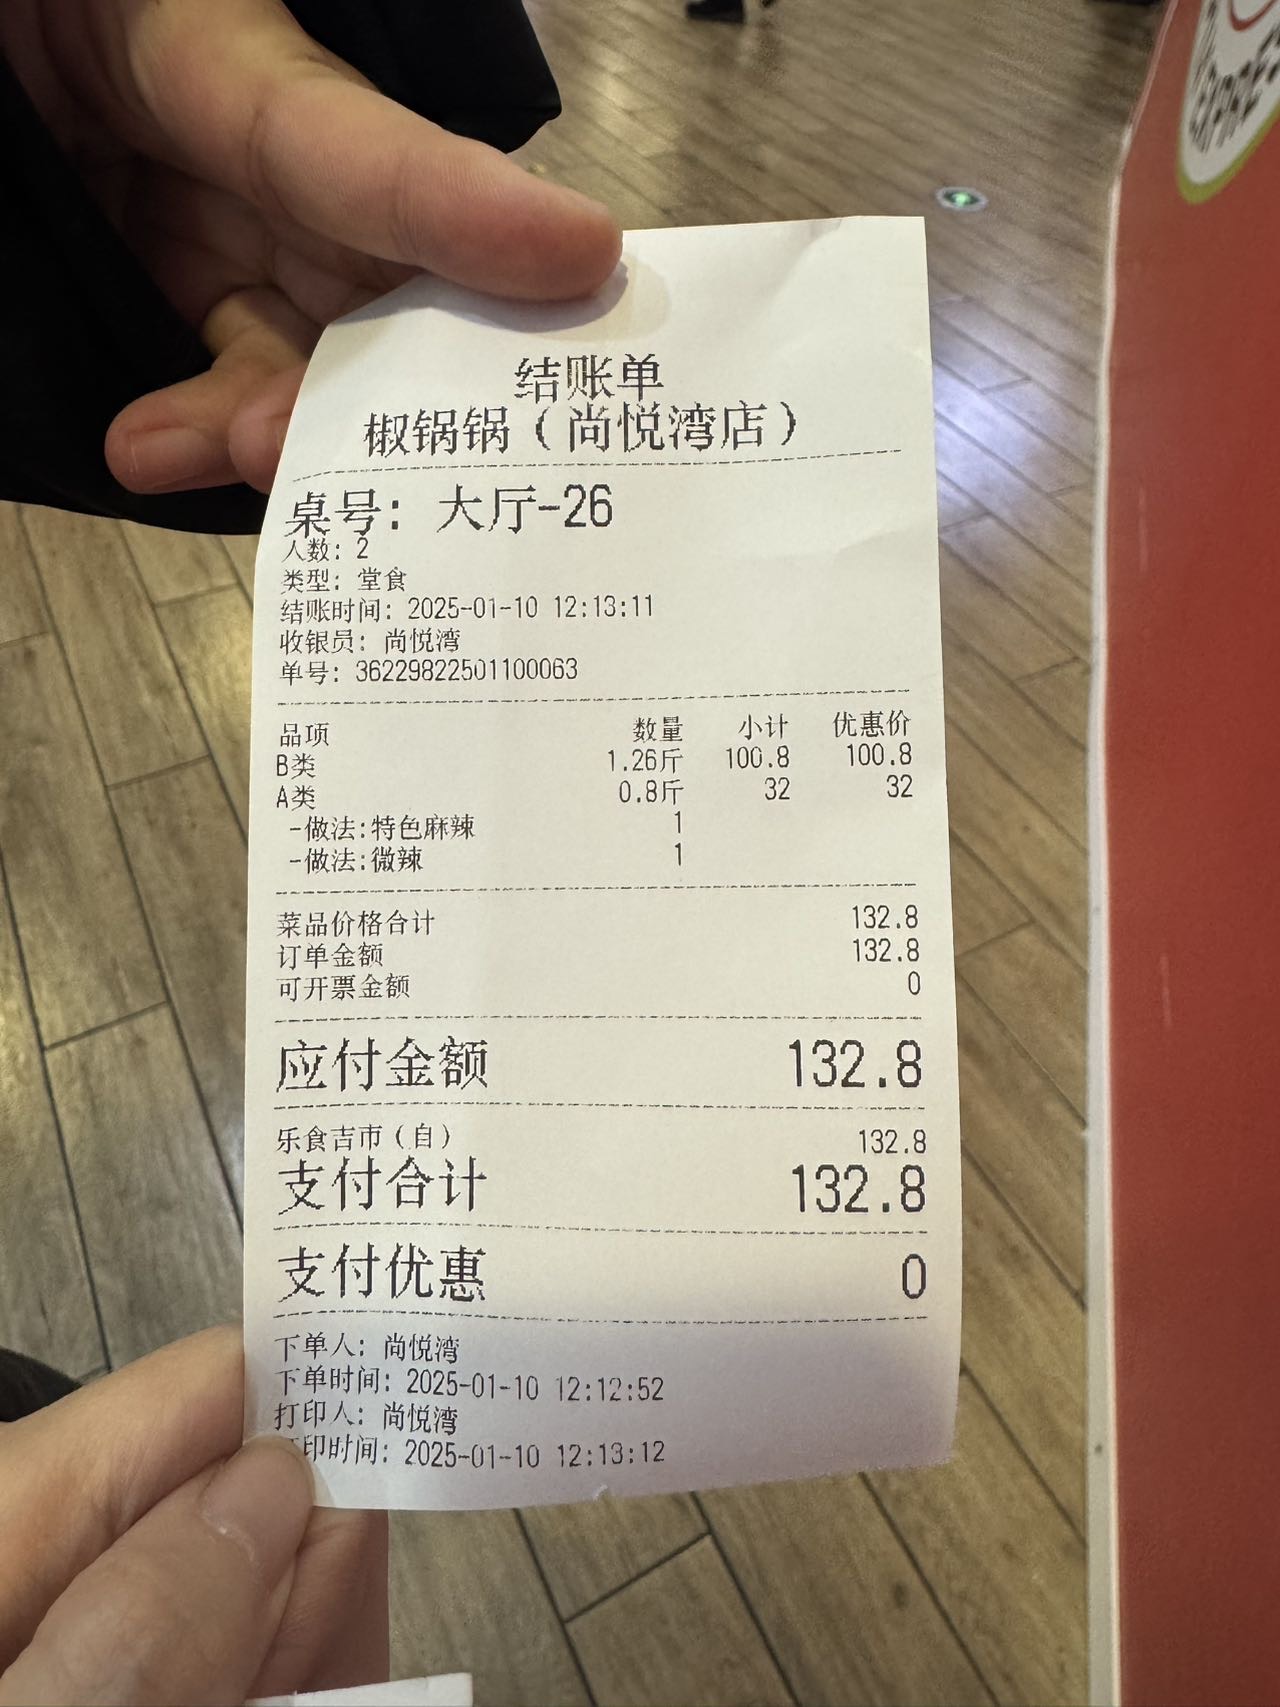 结账单
椒锅锅（尚悦湾店）
桌号：大厅-26
人数：2
类型：堂食
结账时间：2025-01-10 12:13:11
收银员：尚悦湾
单号：36229822501100063
品项 数量 小计 优惠价
B类 1.26斤 100.8 100.8
A类 0.8斤 32 32
-做法:特色麻辣 1
-做法:微辣 1
菜品价格合计 132.8
订单金额 132.8
可开票金额 0
应付金额 132.8
乐食吉市（自） 132.8
支付合计 132.8
支付优惠 0
下单人：尚悦湾
下单时间：2025-01-10 12:12:52
打印人：尚悦湾
印时间：2025-01-10 12:13:12